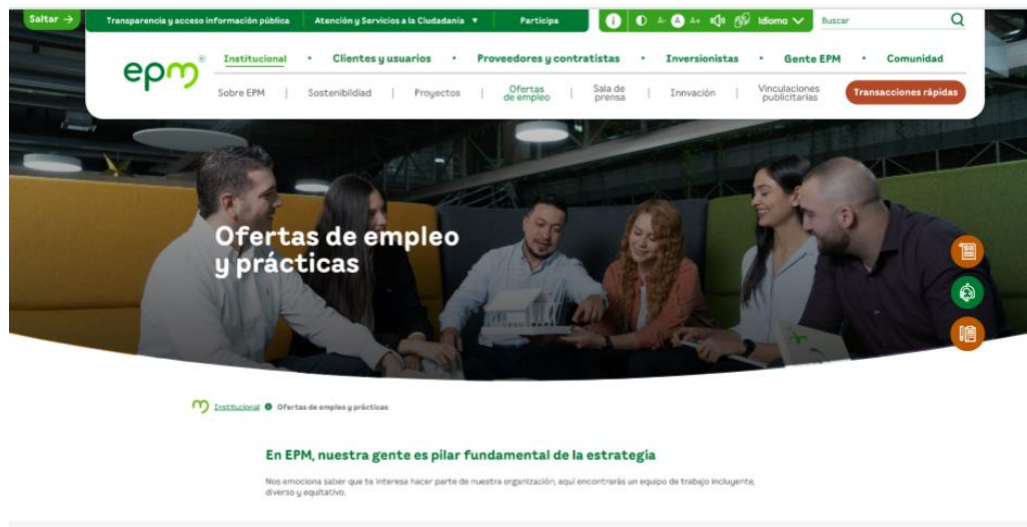 Saltar →
Transparencia y acceso información pública
Atención y Servicios a la Ciudadanía ▼
Participa
A- A A+
Idioma
Buscar
epm®
Institucional • Clientes y usuarios • Proveedores y contratistas • Inversionistas • Gente EPM • Comunidad
Sobre EPM | Sostenibilidiad | Proyectos | Ofertas de empleo | Sala de prensa | Innvación | Vinculaciones publicitarias
Transacciones rápidas
Ofertas de empleo
y prácticas
Institucional Ofertas de empleo y prácticas
En EPM, nuestra gente es pilar fundamental de la estrategia
Nos emociona saber que te interesa hacer parte de nuestra organización, aquí encontrarás un equipo de trabajo incluyente,
diverso y equitativo.